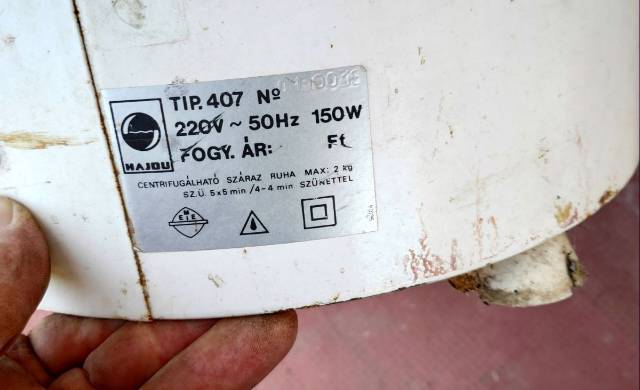 TIP. 407 Nº
220V ~ 50Hz 150W
FOGY. ÁR: Ft
HAJDU
CENTRIFUGÁLHATÓ SZÁRAZ RUHA MAX: 2 kg
SZ.Ü. 5x5 min /4-4 min SZÜNETTEL